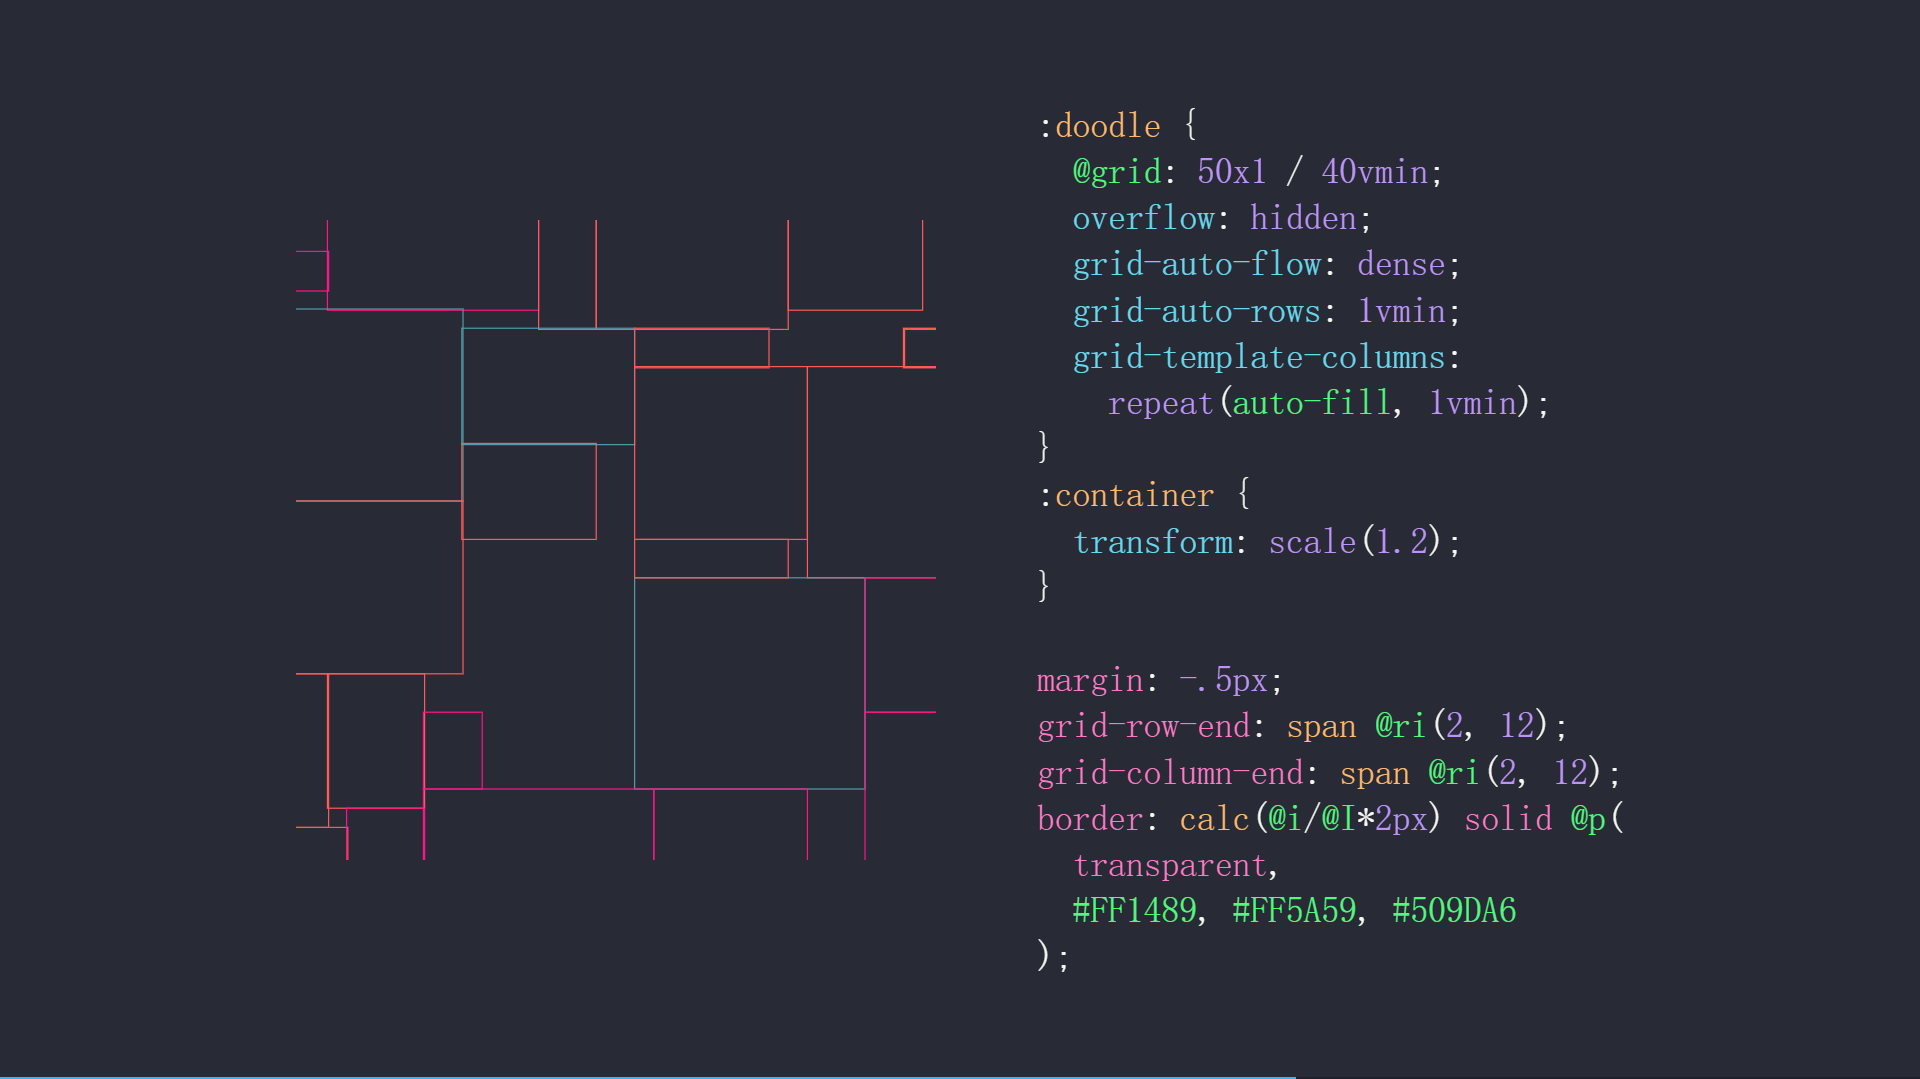 :doodle {
  @grid: 50x1 / 40vmin;
  overflow: hidden;
  grid-auto-flow: dense;
  grid-auto-rows: 1vmin;
  grid-template-columns:
    repeat(auto-fill, 1vmin);
}
:container {
  transform: scale(1.2);
}

margin: -.5px;
grid-row-end: span @ri(2, 12);
grid-column-end: span @ri(2, 12);
border: calc(@i/@I*2px) solid @p(
  transparent,
  #FF1489, #FF5A59, #509DA6
);